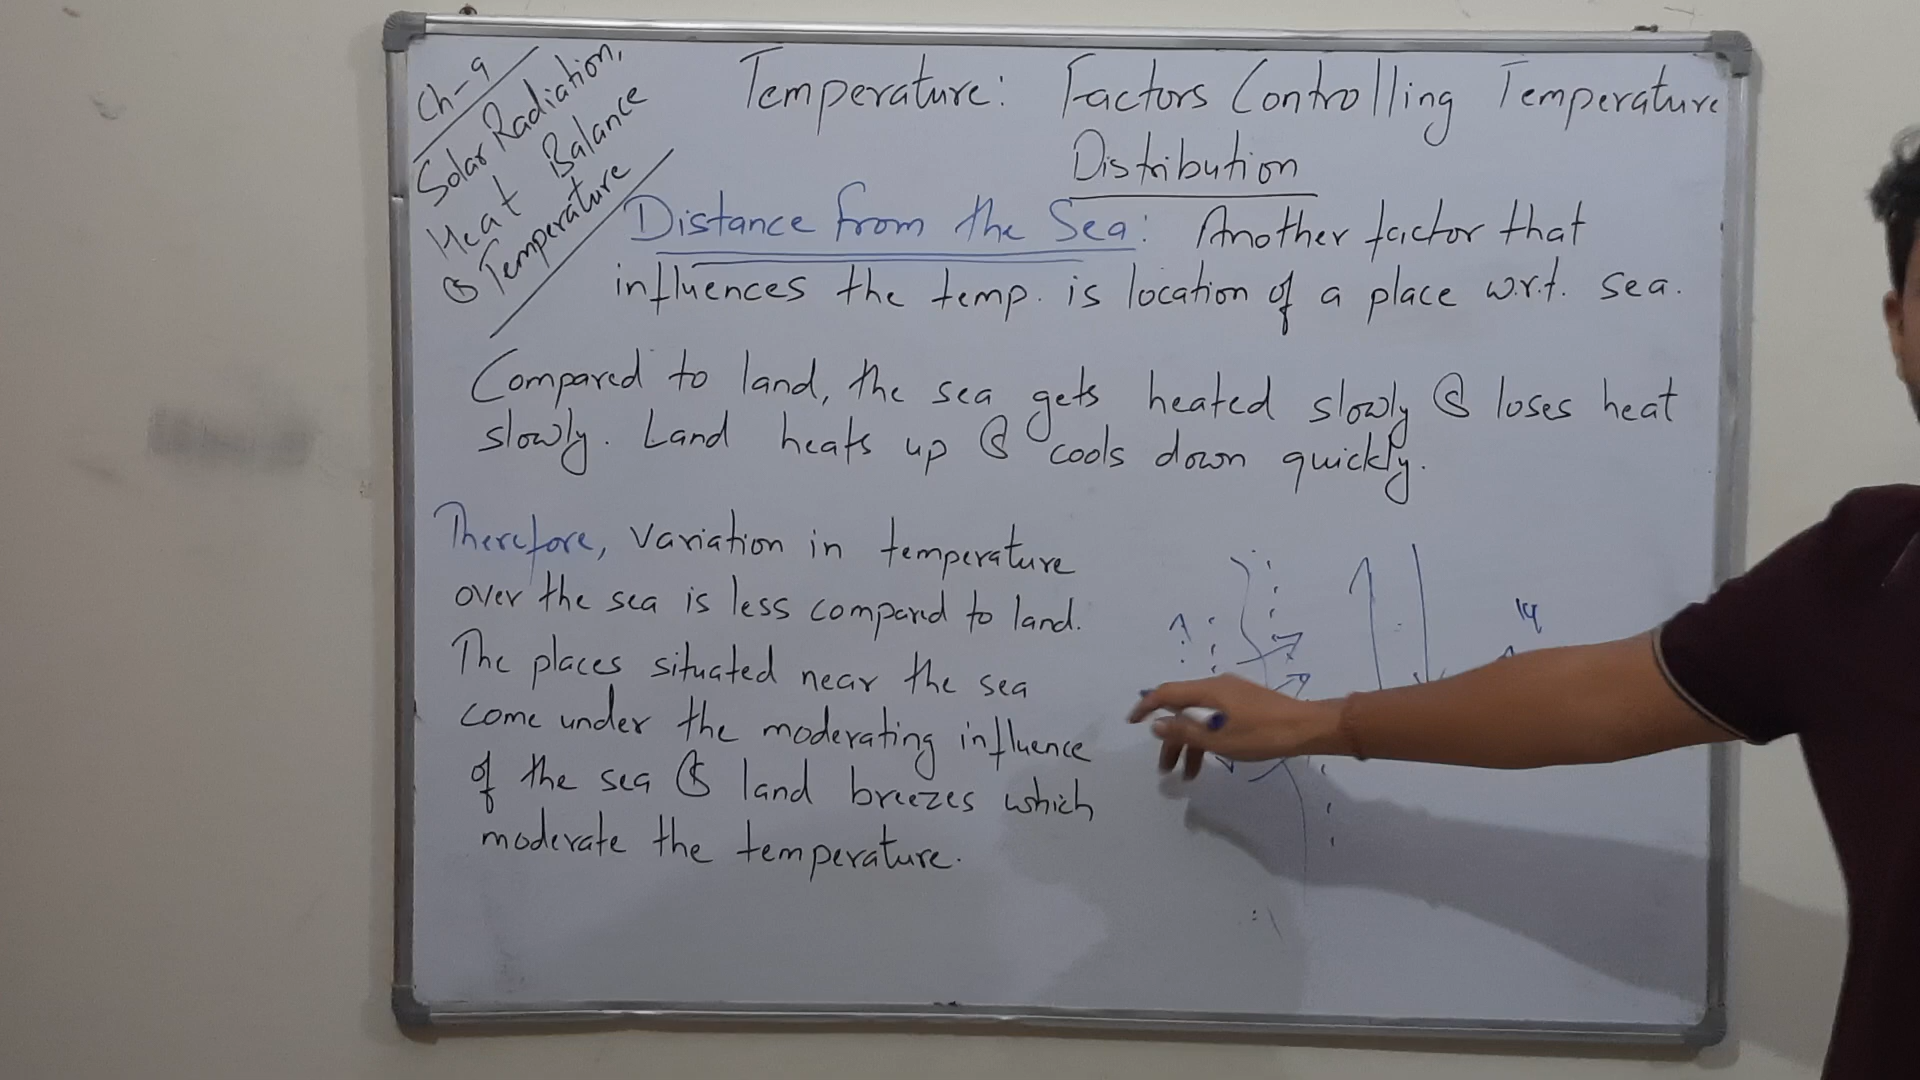 Ch-9
Solar Radiation,
Heat Balance
& Temperature
Temperature: Factors Controlling Temperature
Distribution
Distance from the Sea: Another factor that
influences the temp. is location of a place w.r.t. sea.
Compared to land, the sea gets heated slowly & loses heat
slowly. Land heats up & cools down quickly.
Therefore, variation in temperature
over the sea is less compared to land.
The places situated near the sea
come under the moderating influence
of the sea & land breezes which
moderate the temperature.